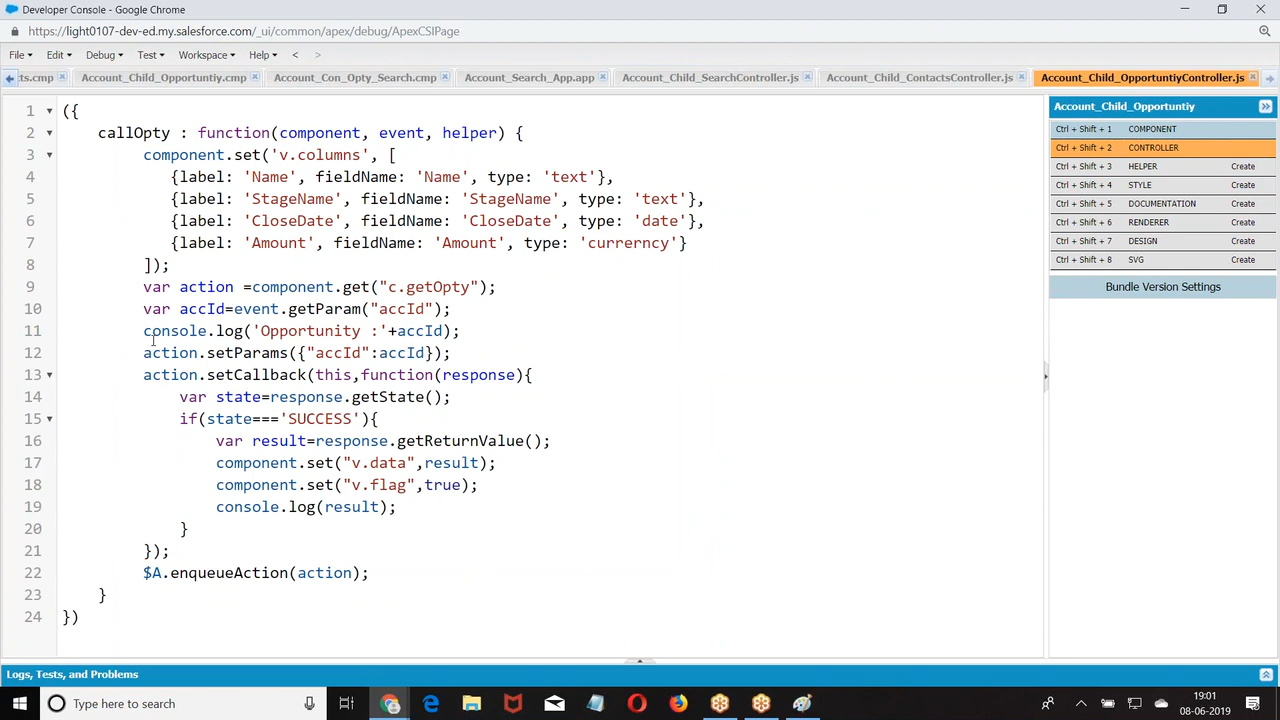 Developer Console - Google Chrome
https://light0107-dev-ed.my.salesforce.com/_ui/common/apex/debug/ApexCSIPage
File Edit Debug Test Workspace Help < >
cts.cmp Account_Child_Opportuntiy.cmp Account_Con_Opty_Search.cmp Account_Search_App.app Account_Child_SearchController.js Account_Child_ContactsController.js Account_Child_OpportuntiyController.js
1 ({
2 callOpty : function(component, event, helper) {
3 component.set('v.columns', [
4 {label: 'Name', fieldName: 'Name', type: 'text'},
5 {label: 'StageName', fieldName: 'StageName', type: 'text'},
6 {label: 'CloseDate', fieldName: 'CloseDate', type: 'date'},
7 {label: 'Amount', fieldName: 'Amount', type: 'currerncy'}
8 ]);
9 var action =component.get("c.getOpty");
10 var accId=event.getParam("accId");
11 console.log('Opportunity :'+accId);
12 action.setParams({"accId":accId});
13 action.setCallback(this,function(response){
14 var state=response.getState();
15 if(state==='SUCCESS'){
16 var result=response.getReturnValue();
17 component.set("v.data",result);
18 component.set("v.flag",true);
19 console.log(result);
20 }
21 });
22 $A.enqueueAction(action);
23 }
24 })
Account_Child_Opportuntiy
Ctrl + Shift + 1 COMPONENT
Ctrl + Shift + 2 CONTROLLER
Ctrl + Shift + 3 HELPER Create
Ctrl + Shift + 4 STYLE Create
Ctrl + Shift + 5 DOCUMENTATION Create
Ctrl + Shift + 6 RENDERER Create
Ctrl + Shift + 7 DESIGN Create
Ctrl + Shift + 8 SVG Create
Bundle Version Settings
Logs, Tests, and Problems
Type here to search
19:01
08-06-2019